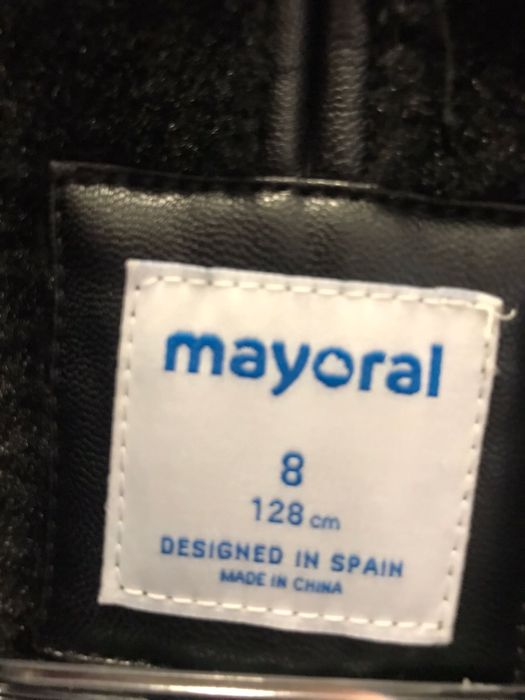 mayoral
8
128 cm
DESIGNED IN SPAIN
MADE IN CHINA